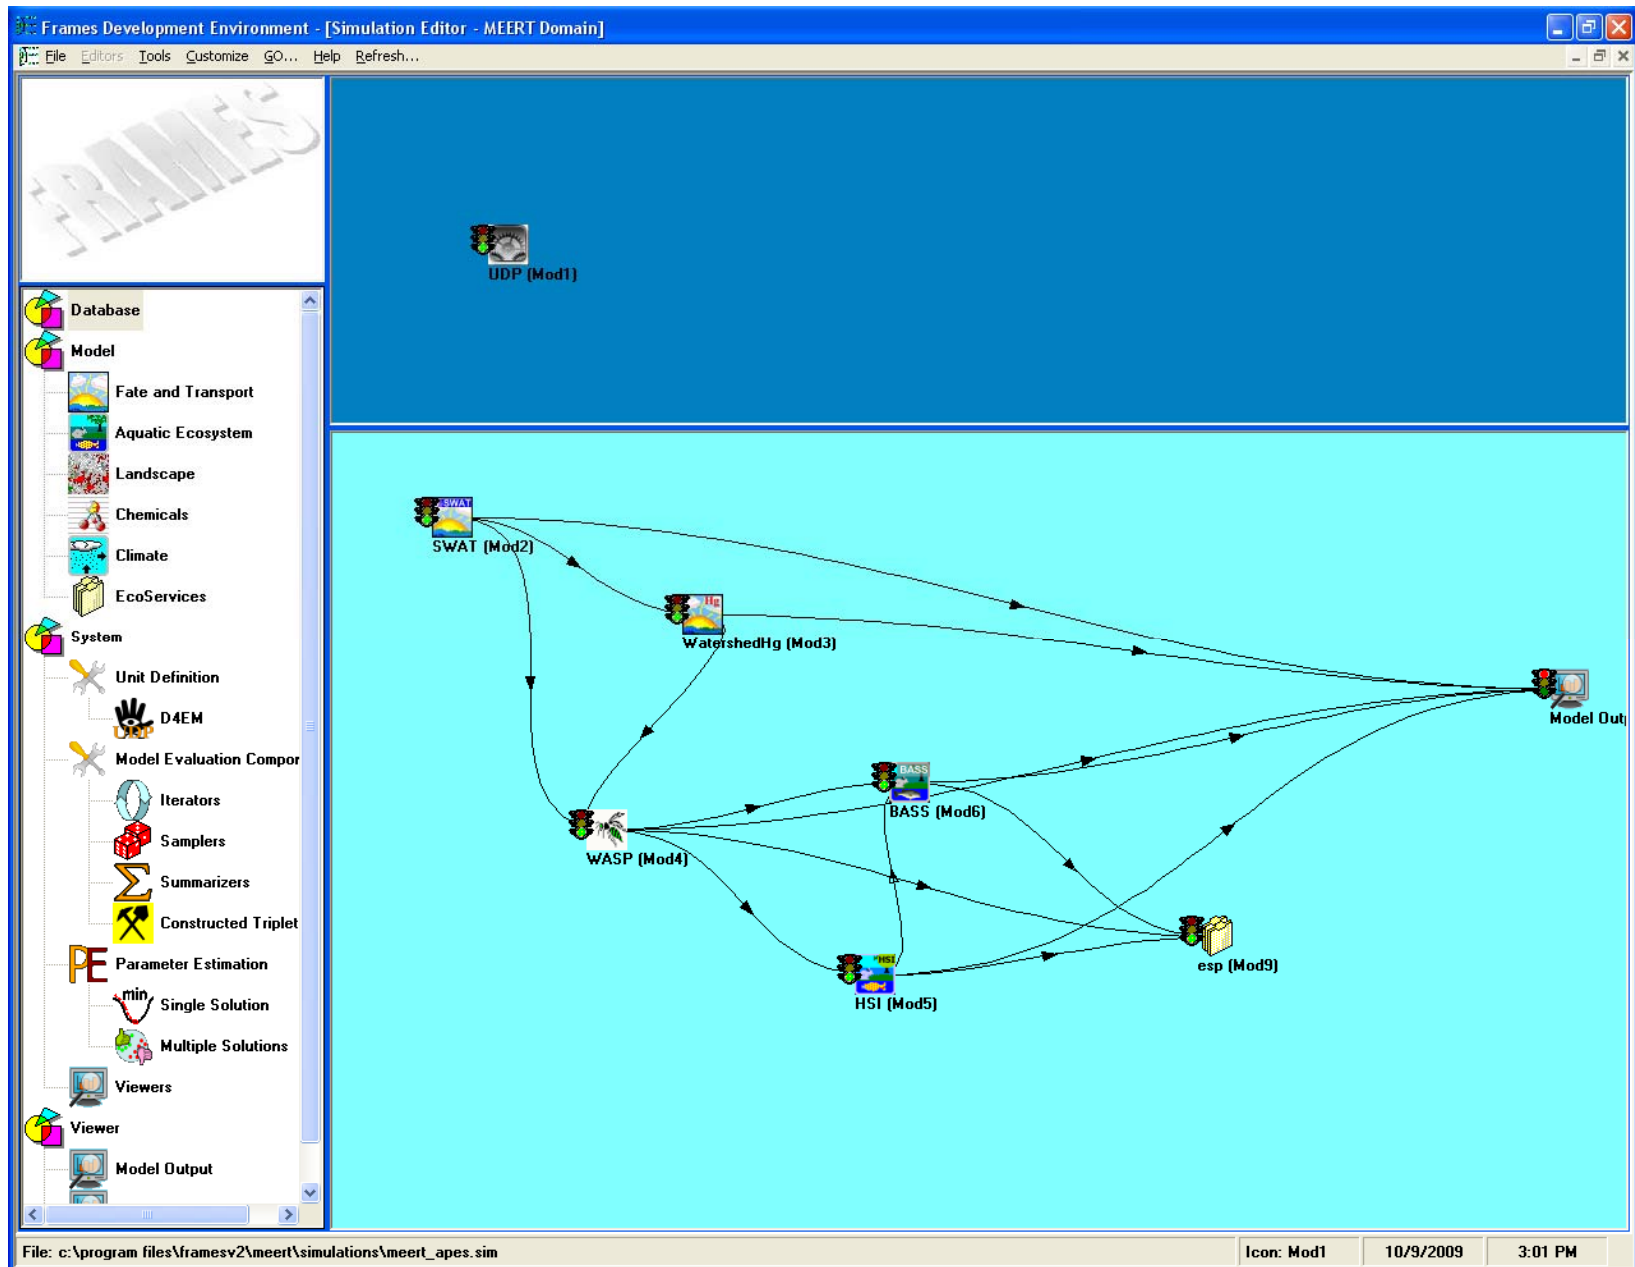 Frames Development Environment - [Simulation Editor - MEERT Domain]
File Editors Tools Customize GO... Help Refresh...
FRAMES
UDP (Mod1)
Database
Model
Fate and Transport
Aquatic Ecosystem
Landscape
Chemicals
Climate
EcoServices
System
Unit Definition
UDP
D4EM
Model Evaluation Compor
Iterators
Samplers
Summarizers
Constructed Triplet
PE
Parameter Estimation
min
Single Solution
Multiple Solutions
Viewers
Viewer
Model Output
SWAT
SWAT (Mod2)
Hg
WatershedHg (Mod3)
Model Out
BASS
BASS (Mod6)
WASP (Mod4)
esp (Mod9)
HSI
HSI (Mod5)
File: c:\program files\framesv2\meert\simulations\meert_apes.sim
Icon: Mod1
10/9/2009
3:01 PM